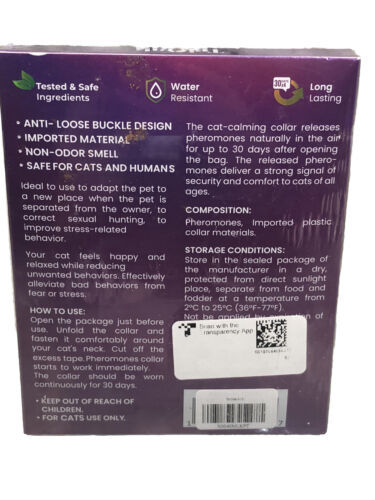 Tested & Safe
Ingredients
Water
Resistant
30
Long
Lasting
• ANTI- LOOSE BUCKLE DESIGN
• IMPORTED MATERIAL
• NON-ODOR SMELL
• SAFE FOR CATS AND HUMANS
Ideal to use to adapt the pet to
a new place when the pet is
separated from the owner, to
correct sexual hunting, to
improve stress-related
behavior.
Your cat feels happy and
relaxed while reducing
unwanted behaviors. Effectively
alleviate bad behaviors from
fear or stress.
HOW TO USE:
Open the package just before
use. Unfold the collar and
fasten it comfortably around
your cat's neck. Cut off the
excess tape. Pheromones collar
starts to work immediately.
The collar should be worn
continuously for 30 days.
• KEEP OUT OF REACH OF
CHILDREN.
• FOR CATS USE ONLY.
The cat-calming collar releases
pheromones naturally in the air
for up to 30 days after opening
the bag. The released phero-
mones deliver a strong signal of
security and comfort to cats of all
ages.
COMPOSITION:
Pheromones, Imported plastic
collar materials.
STORAGE CONDITIONS:
Store in the sealed package of
the manufacturer in a dry,
protected from direct sunlight
place, separate from food and
fodder at a temperature from
2°C to 25°C (36°F-77°F).
Not be applied
Scan with the
Transparency App